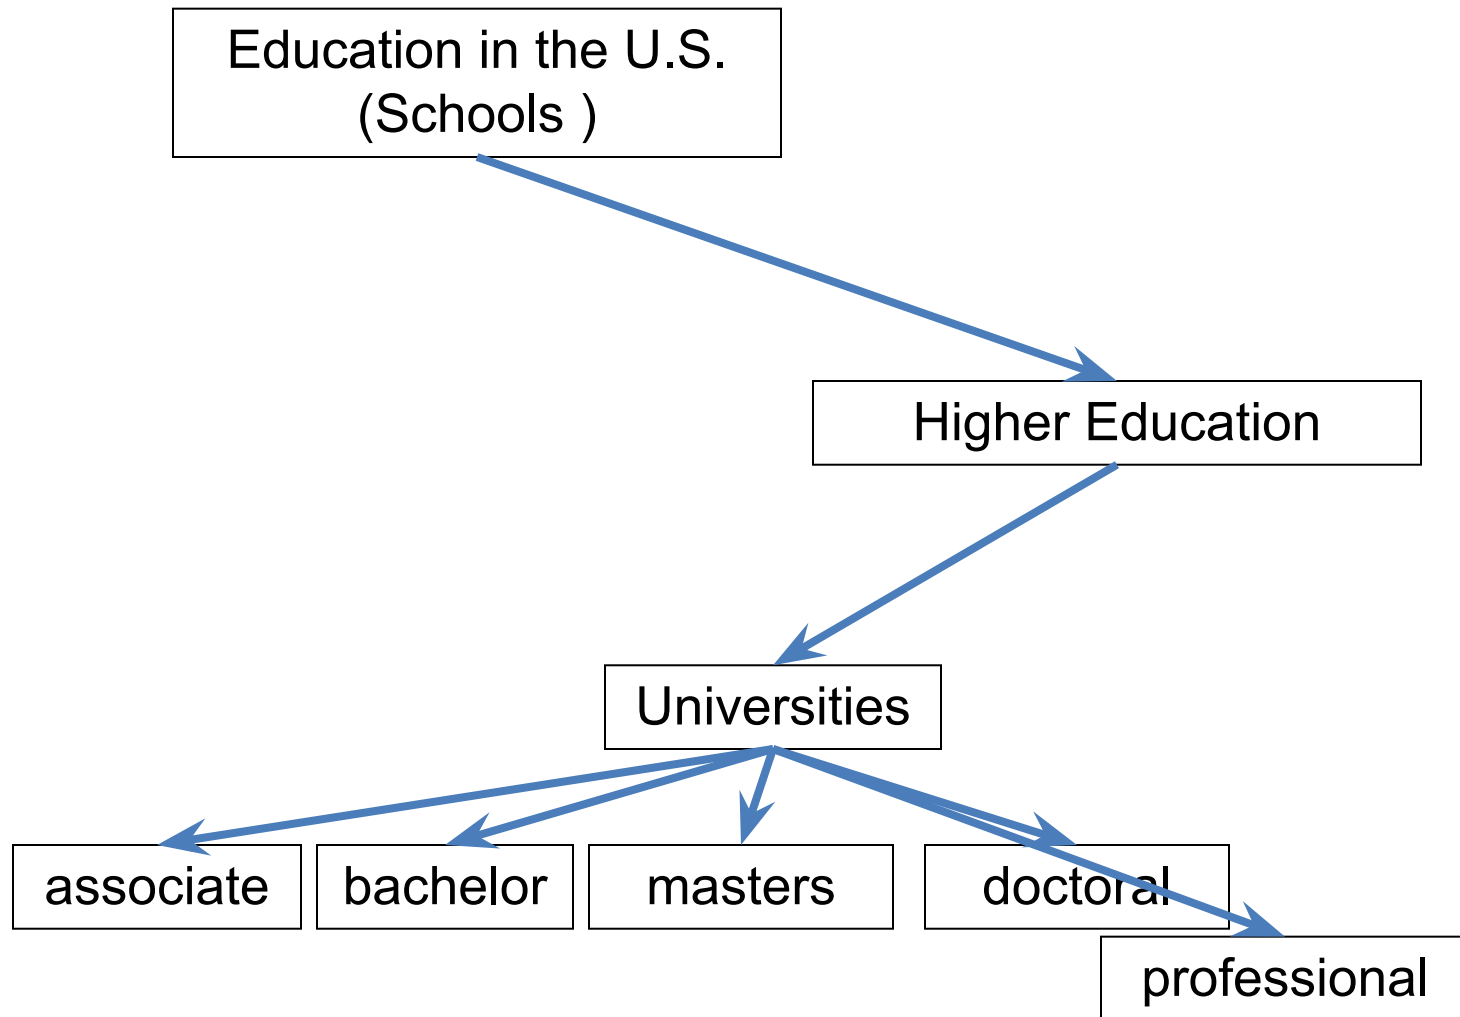 Education in the U.S.
(Schools )
Higher Education
Universities
associate
bachelor
masters
doctoral
professional